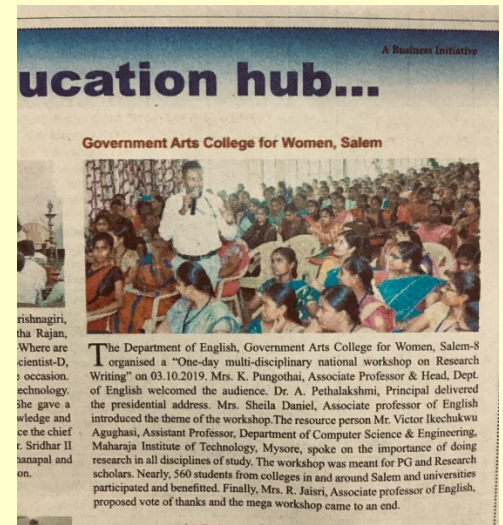 A Business Initiative
ucation hub...
Government Arts College for Women, Salem
rishnagiri,
tha Rajan,
Where are
cientist-D,
occasion.
echnology.
She gave a
wledge and
ce the chief
r. Sridhar II
hanapal and
on.
The Department of English, Government Arts College for Women, Salem-8
organised a “One-day multi-disciplinary national workshop on Research
Writing” on 03.10.2019. Mrs. K. Pungothai, Associate Professor & Head, Dept.
of English welcomed the audience. Dr. A. Pethalakshmi, Principal delivered
the presidential address. Mrs. Sheila Daniel, Associate professor of English
introduced the theme of the workshop.The resource person Mr. Victor Ikechukwu
Agughasi, Assistant Professor, Department of Computer Science & Engineering,
Maharaja Institute of Technology, Mysore, spoke on the importance of doing
research in all disciplines of study. The workshop was meant for PG and Research
scholars. Nearly, 560 students from colleges in and around Salem and universities
participated and benefitted. Finally, Mrs. R. Jaisri, Associate professor of English,
proposed vote of thanks and the mega workshop came to an end.